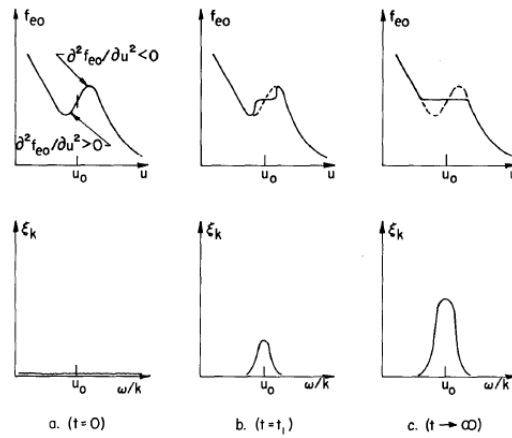 f_eo
f_eo
f_eo
∂²f_eo/∂u²<0
∂²f_eo/∂u²>0
u_o
u
u_o
u
u_o
u
ξ_k
ξ_k
ξ_k
u_o
ω/k
u_o
ω/k
u_o
ω/k
a. (t = 0)
b. (t = t_1)
c. (t → ∞)